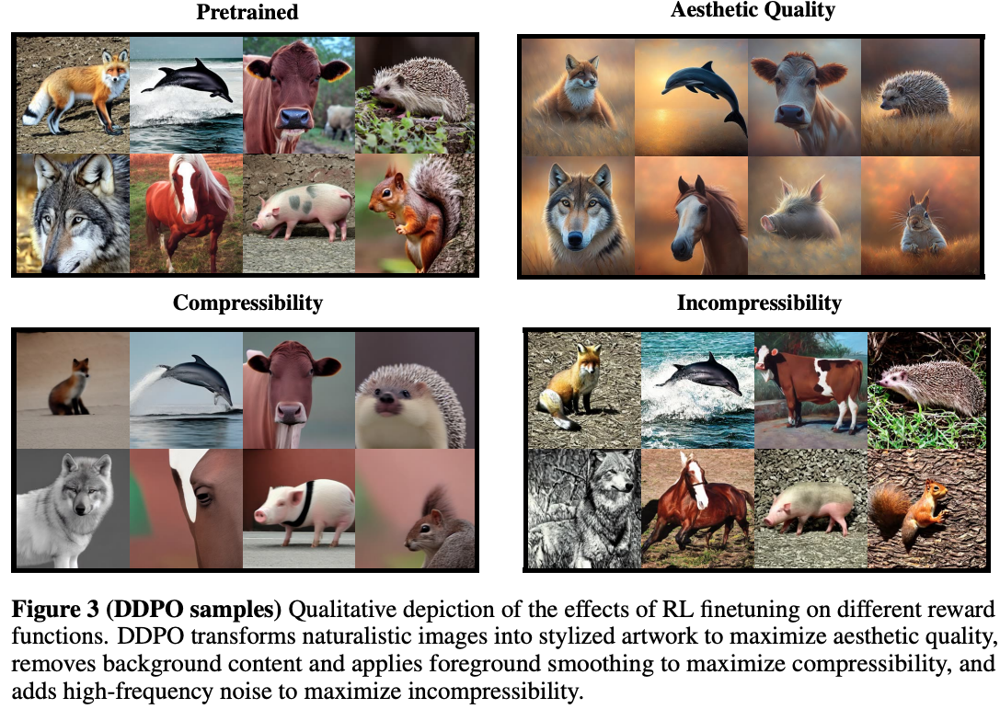 Pretrained
Aesthetic Quality
Compressibility
Incompressibility
Figure 3 (DDPO samples) Qualitative depiction of the effects of RL finetuning on different reward
functions. DDPO transforms naturalistic images into stylized artwork to maximize aesthetic quality,
removes background content and applies foreground smoothing to maximize compressibility, and
adds high-frequency noise to maximize incompressibility.